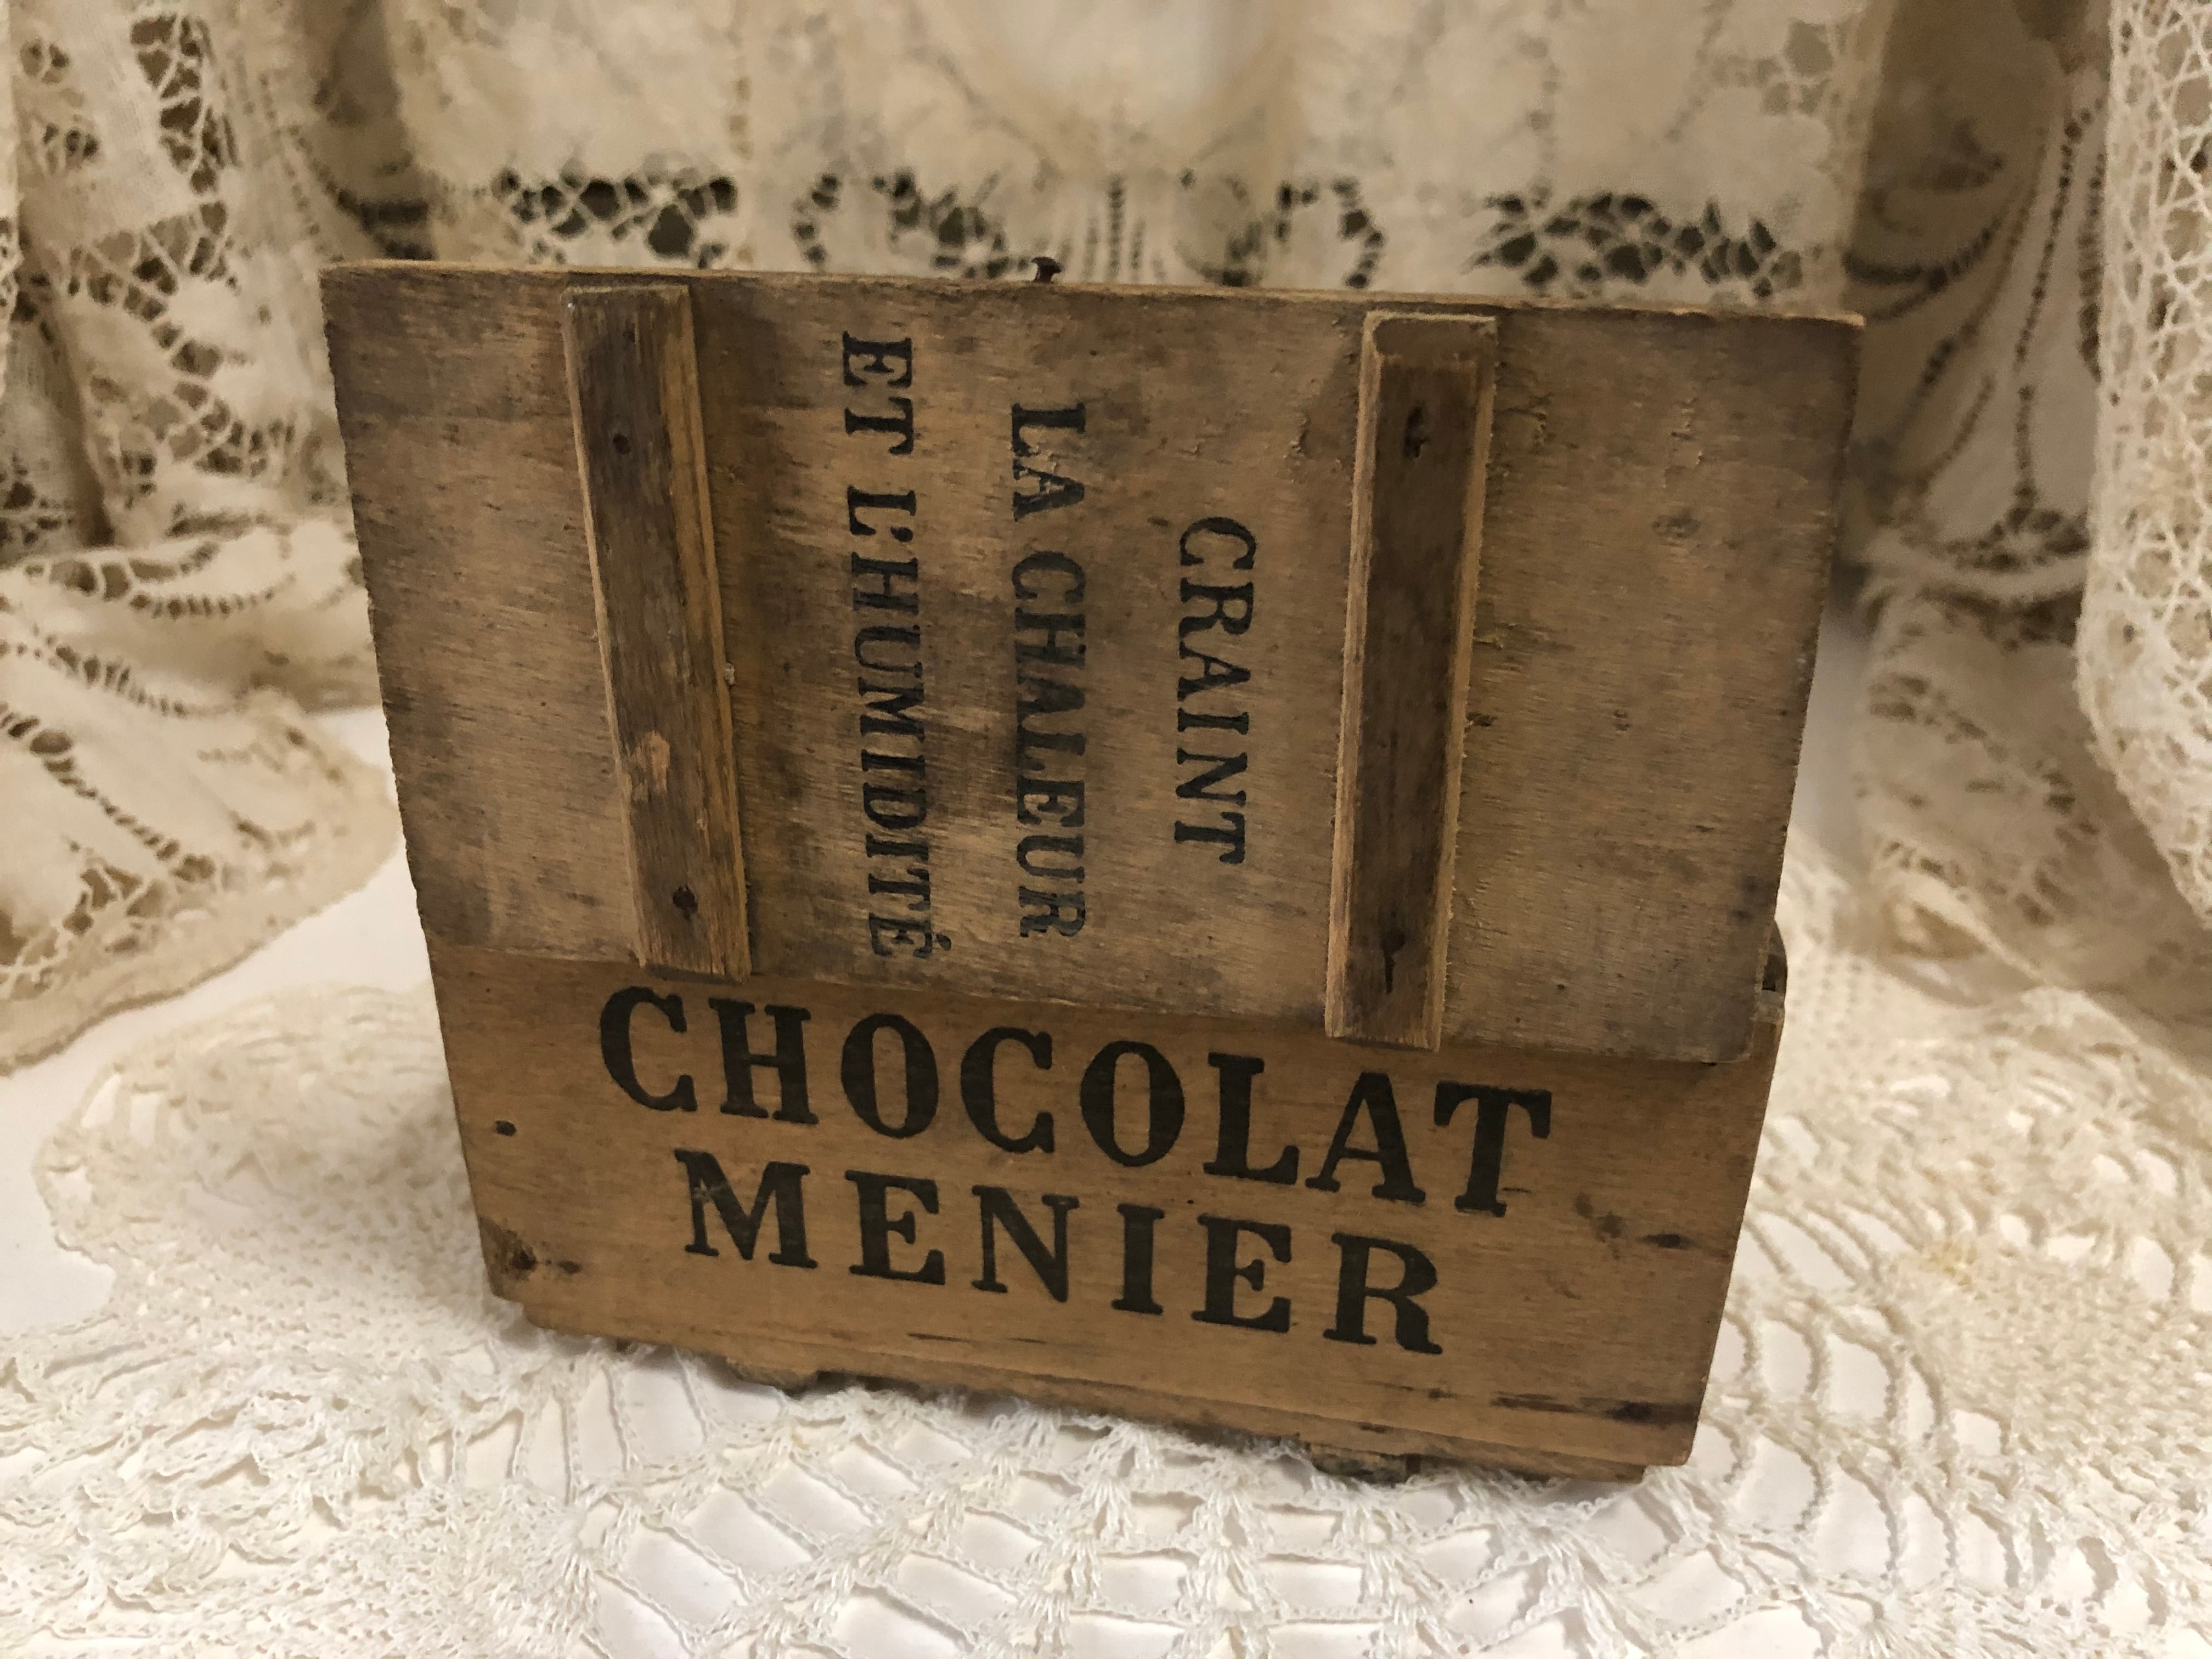 CRAINT
LA CHALEUR
ET L'HUMIDITÉ
CHOCOLAT
MENIER